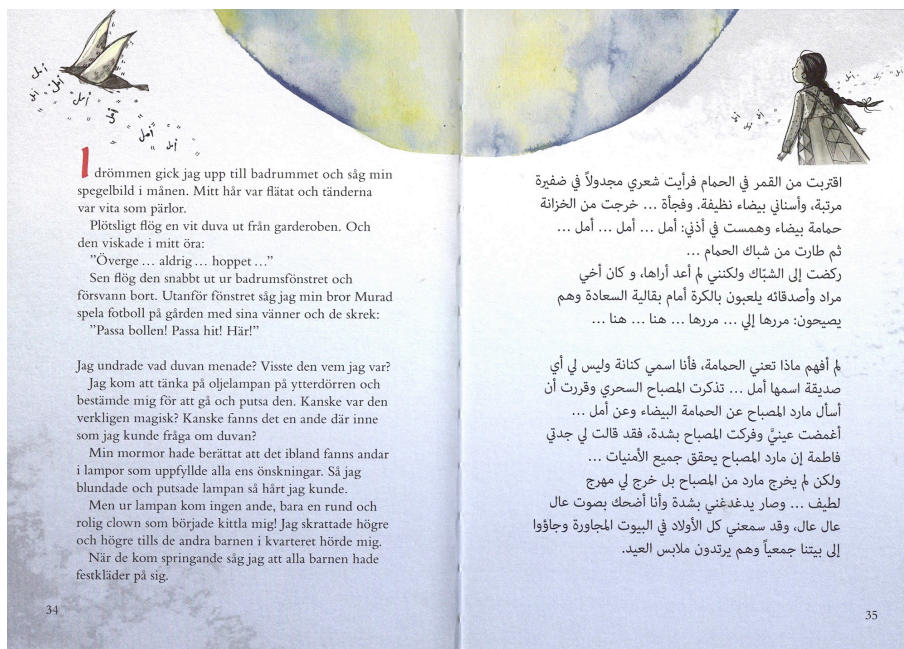 أمل
أمل
أمل
أمل
أمل
أمل
أمل
I drömmen gick jag upp till badrummet och såg min
spegelbild i månen. Mitt hår var flätat och tänderna
var vita som pärlor.
Plötsligt flög en vit duva ut från garderoben. Och
den viskade i mitt öra:
”Överge … aldrig … hoppet …”
Sen flög den snabbt ut ur badrumsfönstret och
försvann bort. Utanför fönstret såg jag min bror Murad
spela fotboll på gården med sina vänner och de skrek:
”Passa bollen! Passa hit! Här!”
Jag undrade vad duvan menade? Visste den vem jag var?
Jag kom att tänka på oljelampan på ytterdörren och
bestämde mig för att gå och putsa den. Kanske var den
verkligen magisk? Kanske fanns det en ande där inne
som jag kunde fråga om duvan?
Min mormor hade berättat att det ibland fanns andar
i lampor som uppfyllde alla ens önskningar. Så jag
blundade och putsade lampan så hårt jag kunde.
Men ur lampan kom ingen ande, bara en rund och
rolig clown som började kittla mig! Jag skrattade högre
och högre tills de andra barnen i kvarteret hörde mig.
När de kom springande såg jag att alla barnen hade
festkläder på sig.
34
أمل
أمل
أمل
اقتربت من القمر في الحمام فرأيت شعري مجدولاً في ضفيرة
مرتبة، وأسناني بيضاء نظيفة. وفجأة … خرجت من الخزانة
حمامة بيضاء وهمست في أذني: أمل … أمل … أمل …
ثم طارت من شباك الحمام …
ركضت إلى الشبّاك ولكنني لم أعد أراها، و كان أخي
مراد وأصدقائه يلعبون بالكرة أمام بقالية السعادة وهم
يصيحون: مررها إلي … مررها … هنا … هنا …
لم أفهم ماذا تعني الحمامة، فأنا اسمي كنانة وليس لي أي
صديقة اسمها أمل … تذكرت المصباح السحري وقررت أن
أسأل مارد المصباح عن الحمامة البيضاء وعن أمل …
أغمضت عينيَّ وفركت المصباح بشدة، فقد قالت لي جدتي
فاطمة إن مارد المصباح يحقق جميع الأمنيات …
ولكن لم يخرج مارد من المصباح بل خرج لي مهرج
لطيف … وصار يدغدغني بشدة وأنا أضحك بصوت عال
عال عال، وقد سمعني كل الأولاد في البيوت المجاورة وجاؤوا
إلى بيتنا جمعياً وهم يرتدون ملابس العيد.
35